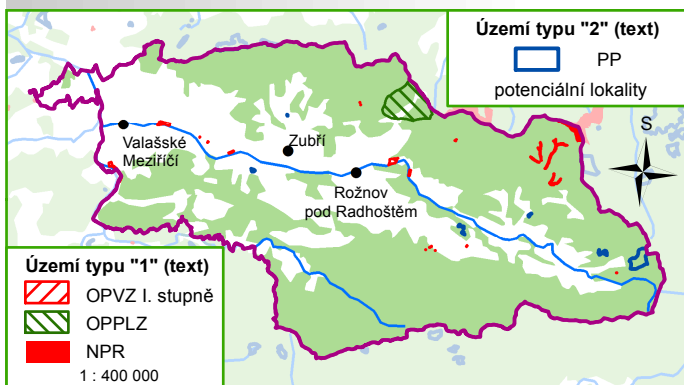 Území typu "2" (text)
PP
potenciální lokality
S
Valašské
Meziříčí
Zubří
Rožnov
pod Radhoštěm
Území typu "1" (text)
OPVZ I. stupně
OPPLZ
NPR
1 : 400 000